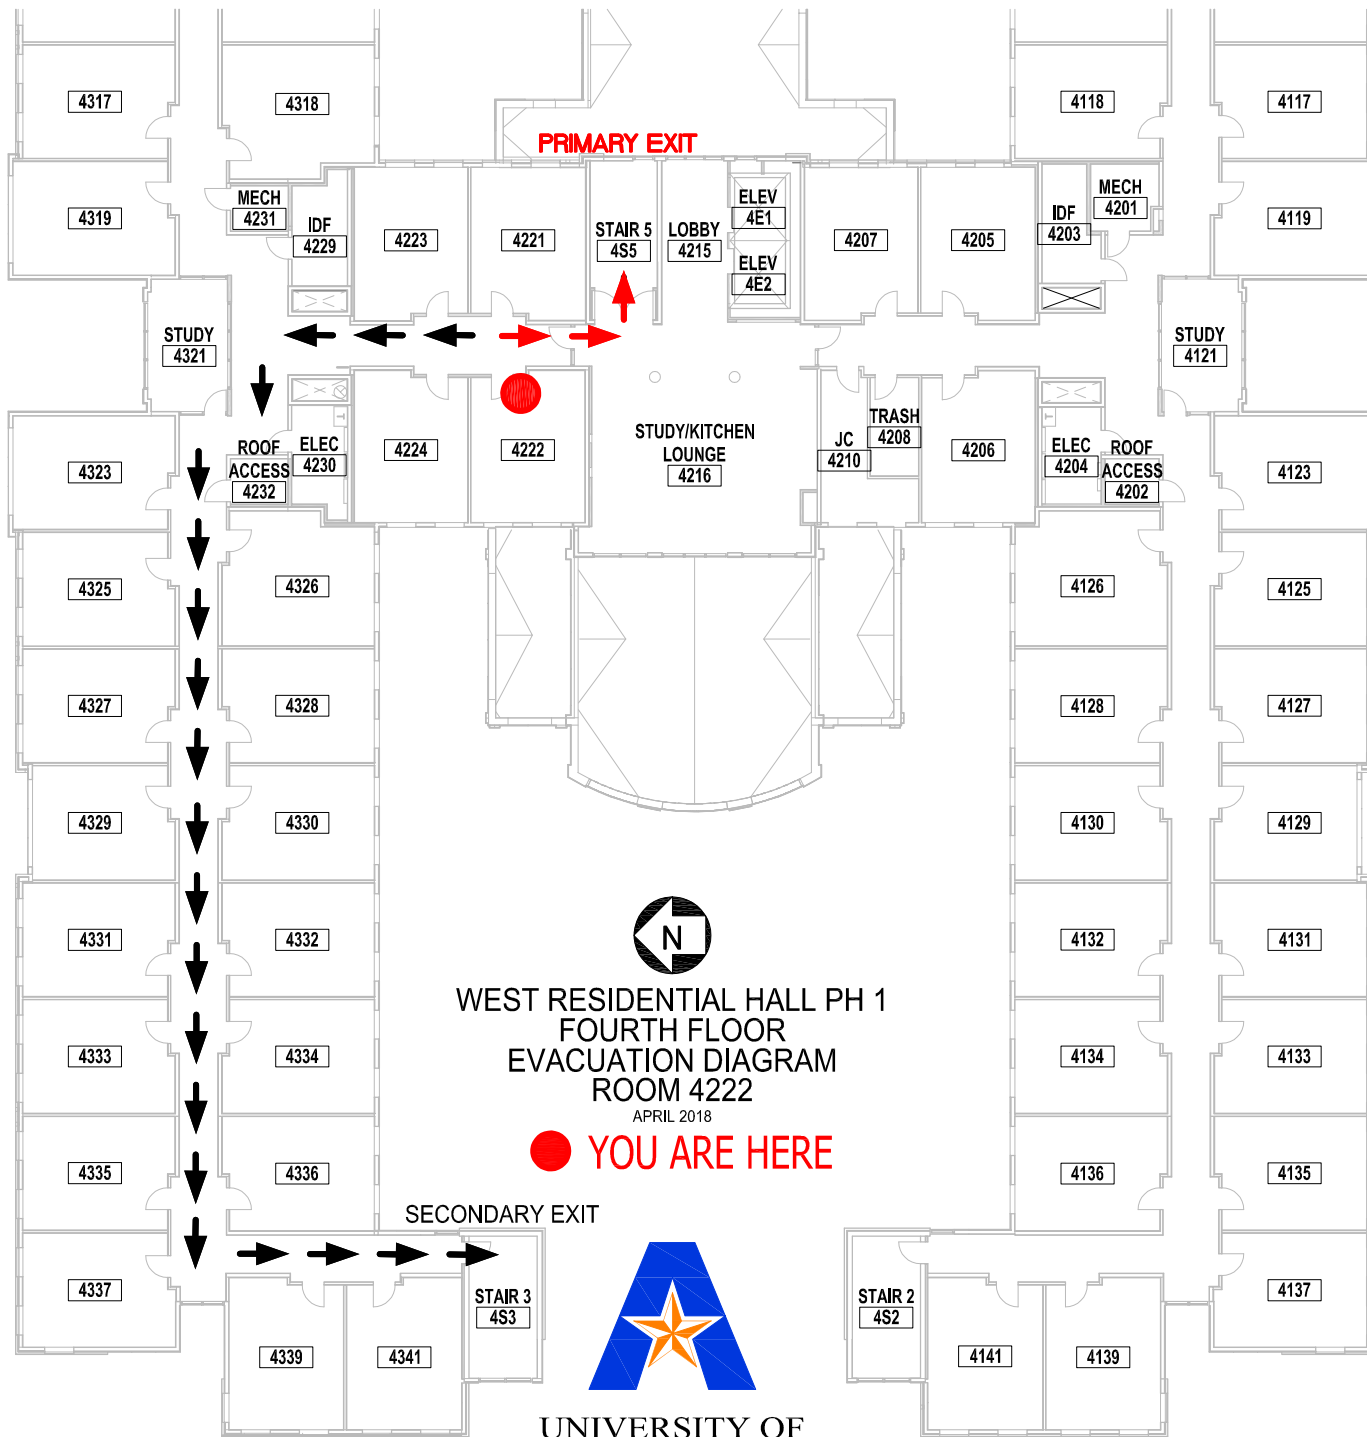 4317
4318
4118
4117
PRIMARY EXIT
MECH
4231
IDF
4229
4319
4223
4221
STAIR 5
4S5
LOBBY
4215
ELEV
4E1
ELEV
4E2
4207
4205
IDF
4203
MECH
4201
4119
STUDY
4321
STUDY
4121
4323
ROOF
ACCESS
4232
ELEC
4230
4224
4222
STUDY/KITCHEN
LOUNGE
4216
JC
4210
TRASH
4208
4206
ELEC
4204
ROOF
ACCESS
4202
4123
4325
4326
4126
4125
4327
4328
4128
4127
4329
4330
4130
4129
4331
4332
N
4132
4131
WEST RESIDENTIAL HALL PH 1
FOURTH FLOOR
EVACUATION DIAGRAM
ROOM 4222
APRIL 2018
4333
4334
4134
4133
YOU ARE HERE
4335
4336
4136
4135
SECONDARY EXIT
4337
STAIR 3
4S3
STAIR 2
4S2
4137
4339
4341
4141
4139
UNIVERSITY OF